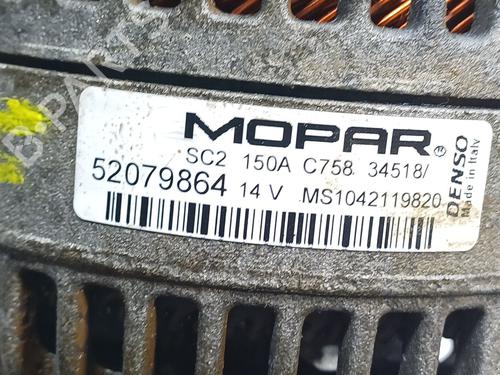 MOPAR
SC2 150A C758 34518/
52079864 14 V MS1042119820
DENSO
Made in Italy